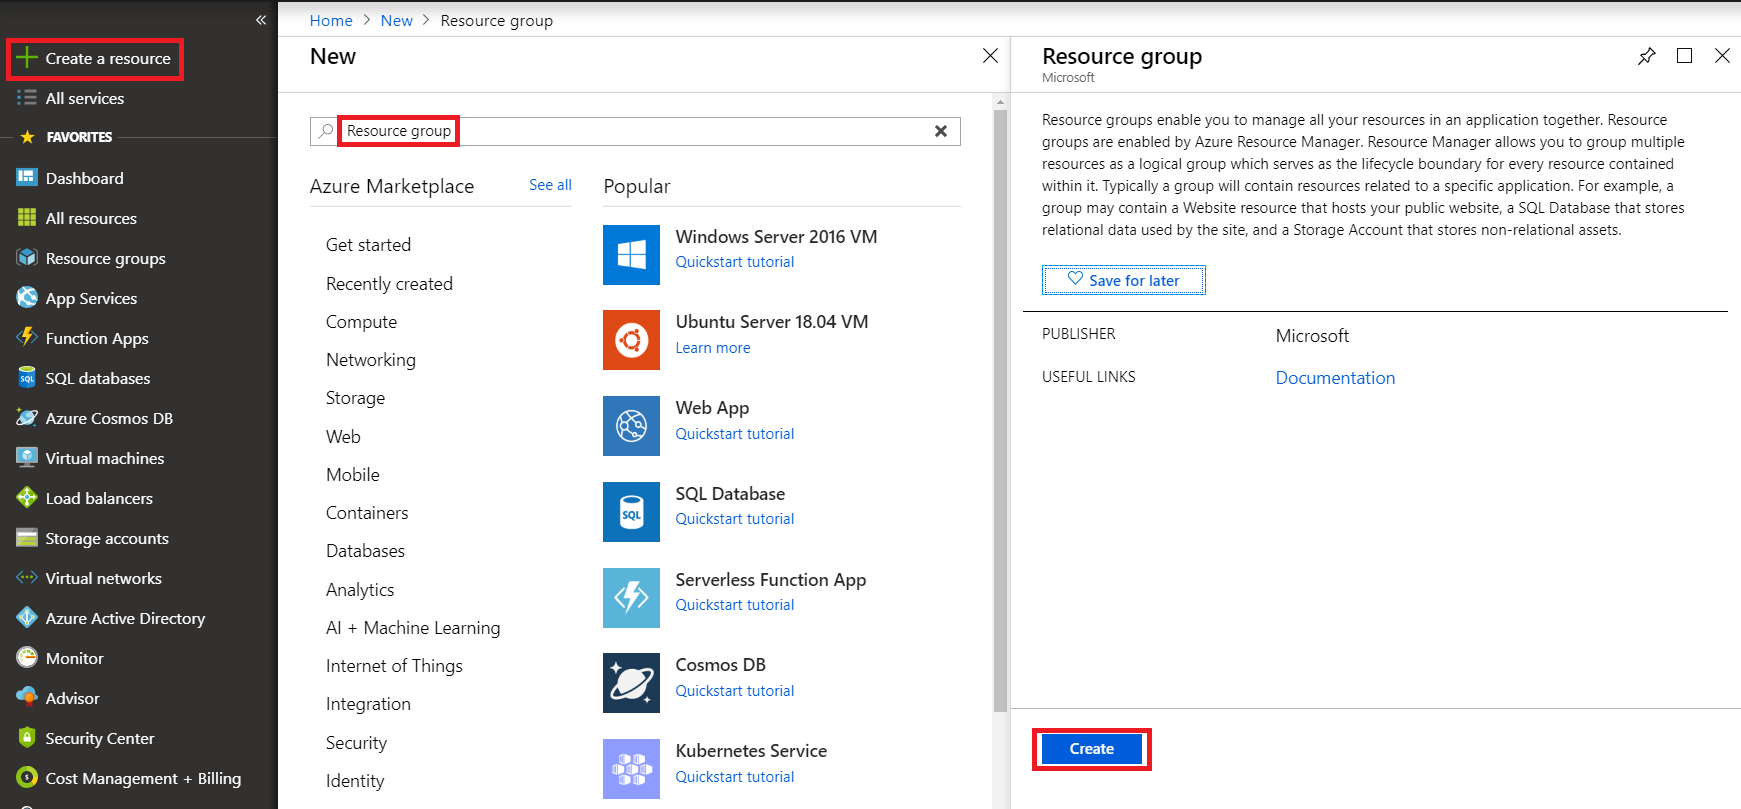 «
Create a resource
All services
FAVORITES
Dashboard
All resources
Resource groups
App Services
Function Apps
SQL databases
Azure Cosmos DB
Virtual machines
Load balancers
Storage accounts
Virtual networks
Azure Active Directory
Monitor
Advisor
Security Center
Cost Management + Billing
Home > New > Resource group
New
Resource group
Azure Marketplace
See all
Get started
Recently created
Compute
Networking
Storage
Web
Mobile
Containers
Databases
Analytics
AI + Machine Learning
Internet of Things
Integration
Security
Identity
Popular
Windows Server 2016 VM
Quickstart tutorial
Ubuntu Server 18.04 VM
Learn more
Web App
Quickstart tutorial
SQL
SQL Database
Quickstart tutorial
Serverless Function App
Quickstart tutorial
Cosmos DB
Quickstart tutorial
Kubernetes Service
Quickstart tutorial
Resource group
Microsoft
Resource groups enable you to manage all your resources in an application together. Resource
groups are enabled by Azure Resource Manager. Resource Manager allows you to group multiple
resources as a logical group which serves as the lifecycle boundary for every resource contained
within it. Typically a group will contain resources related to a specific application. For example, a
group may contain a Website resource that hosts your public website, a SQL Database that stores
relational data used by the site, and a Storage Account that stores non-relational assets.
Save for later
PUBLISHER
Microsoft
USEFUL LINKS
Documentation
Create